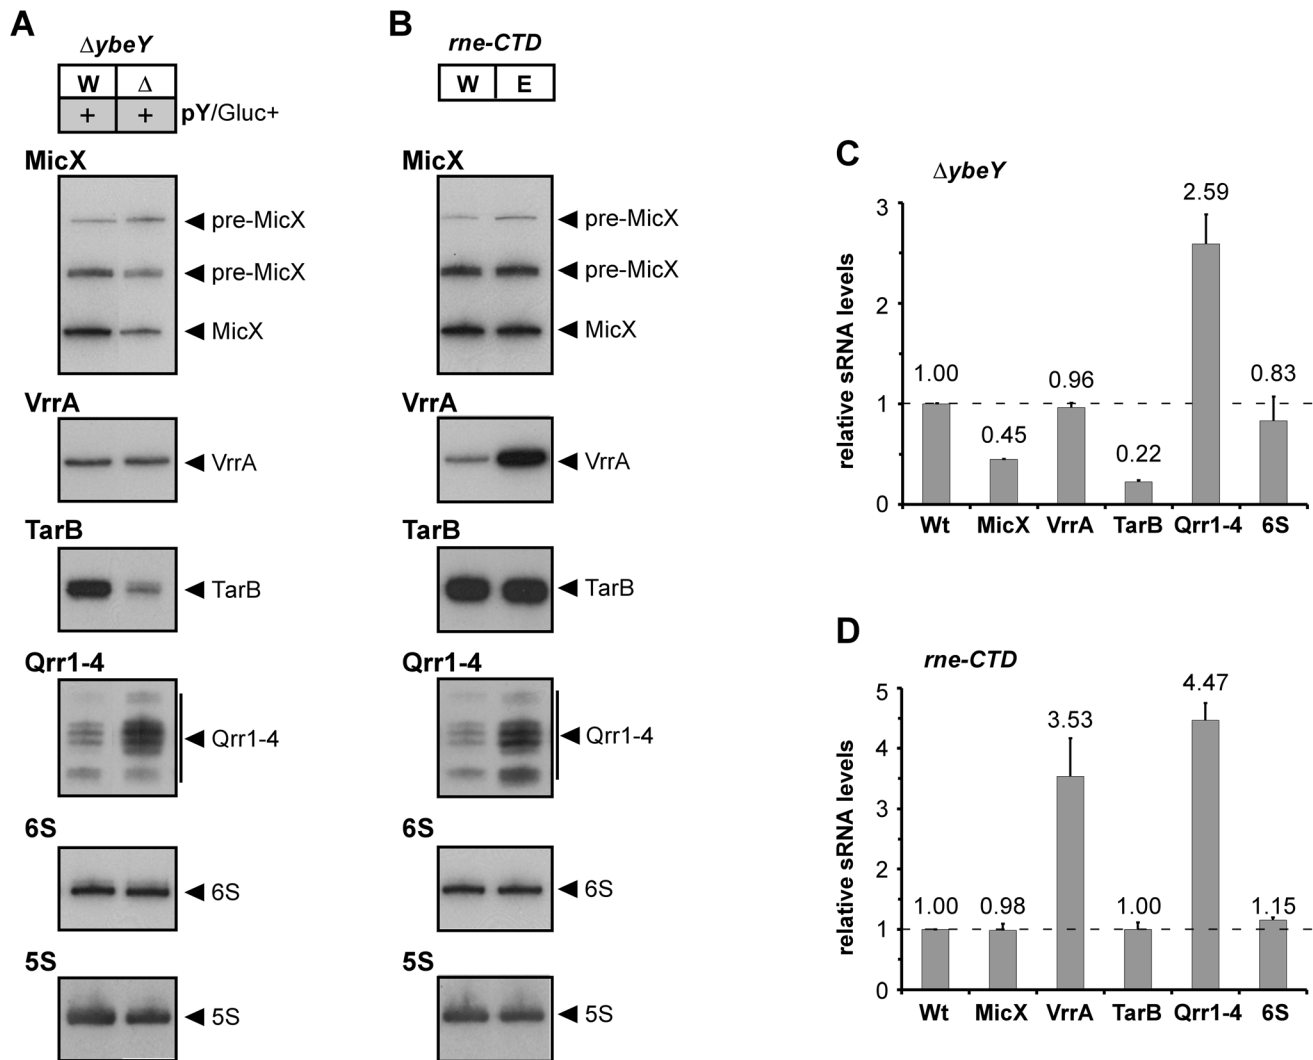 A
ΔybeY
W Δ
+ + pY/Gluc+
MicX
pre-MicX
pre-MicX
MicX
VrrA
VrrA
TarB
TarB
Qrr1-4
Qrr1-4
6S
6S
5S
5S
B
rne-CTD
W E
MicX
pre-MicX
pre-MicX
MicX
VrrA
VrrA
TarB
TarB
Qrr1-4
Qrr1-4
6S
6S
5S
5S
C
ΔybeY
relative sRNA levels
3
2
1
0
1.00 0.45 0.96 0.22 2.59 0.83
Wt MicX VrrA TarB Qrr1-4 6S
D
rne-CTD
relative sRNA levels
5
4
3
2
1
0
1.00 0.98 3.53 1.00 4.47 1.15
Wt MicX VrrA TarB Qrr1-4 6S